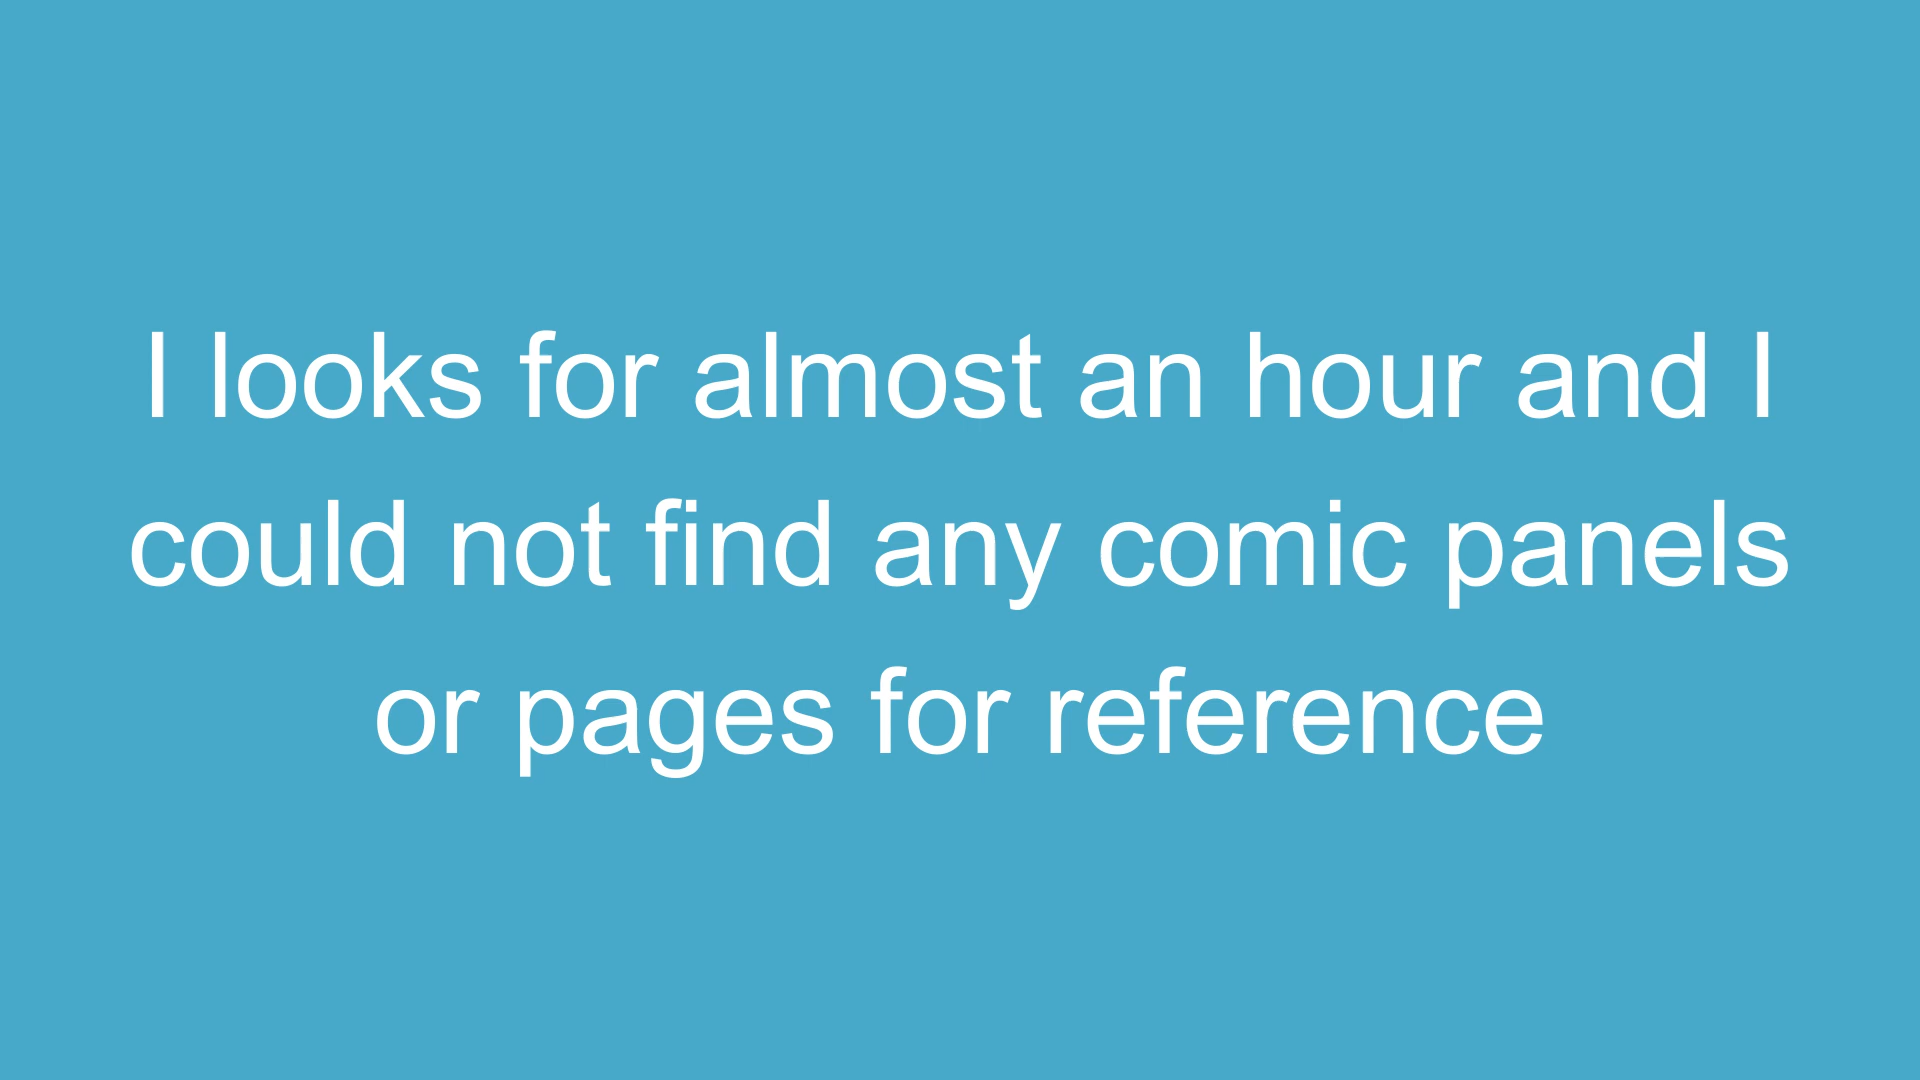 I looks for almost an hour and I
could not find any comic panels
or pages for reference